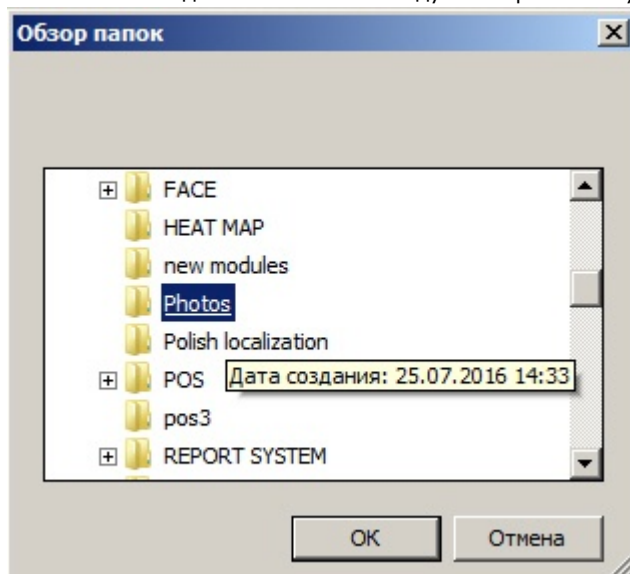 Обзор папок
FACE
HEAT MAP
new modules
Photos
Polish localization
POS
Дата создания: 25.07.2016 14:33
pos3
REPORT SYSTEM
ОК
Отмена